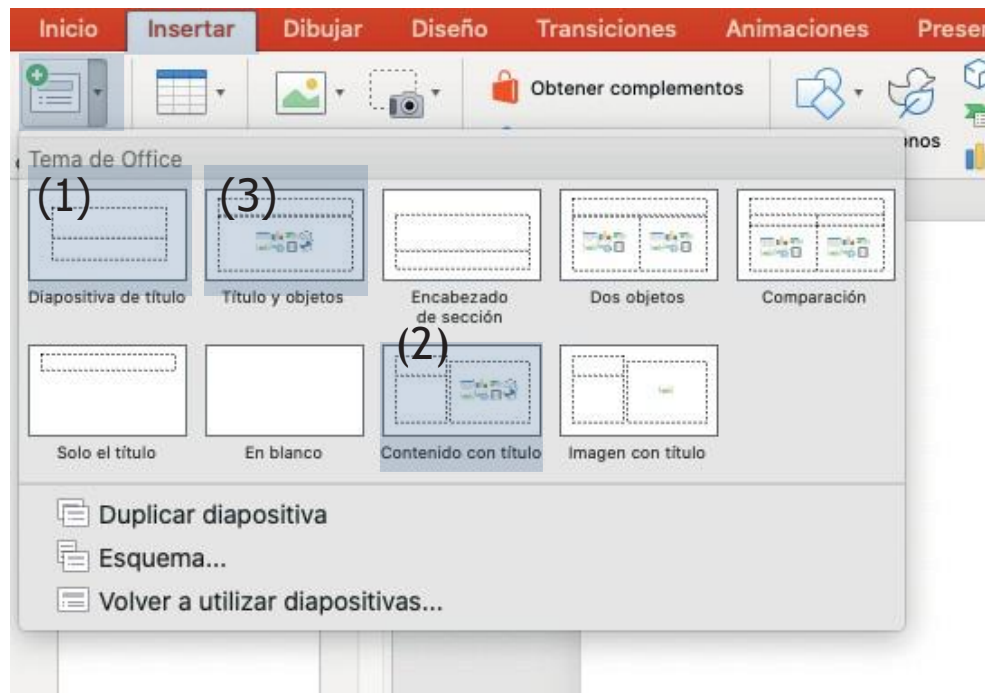 Inicio Insertar Dibujar Diseño Transiciones Animaciones Preser
Obtener complementos
onos
Tema de Office
(1) (3)
Diapositiva de título Título y objetos Encabezado de sección Dos objetos Comparación
(2)
Solo el título En blanco Contenido con título Imagen con título
Duplicar diapositiva
Esquema...
Volver a utilizar diapositivas...